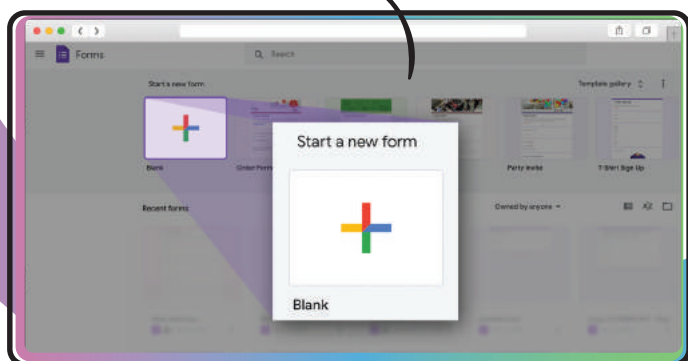 Forms
Search
Start a new form
Template gallery
Blank
Party Invite
T-Shirt Sign Up
Start a new form
Blank
Recent forms
Owned by anyone